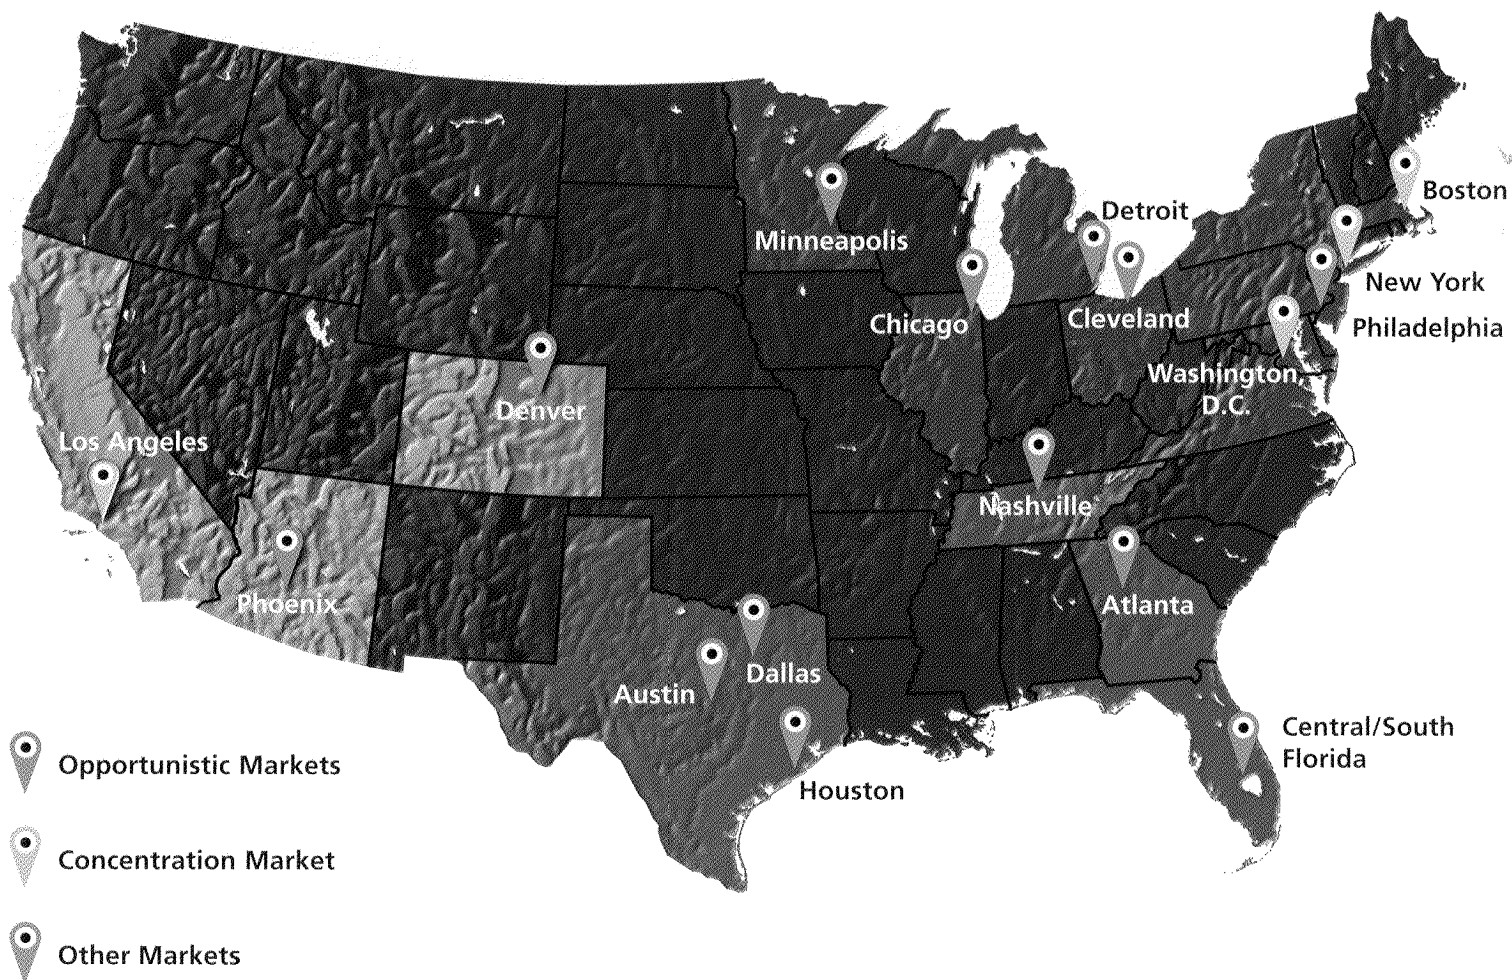 Boston
Detroit
Minneapolis
New York
Chicago
Cleveland
Philadelphia
Washington,
D.C.
Denver
Los Angeles
Nashville
Phoenix
Atlanta
Dallas
Austin
Central/South
Florida
Houston
Opportunistic Markets
Concentration Market
Other Markets